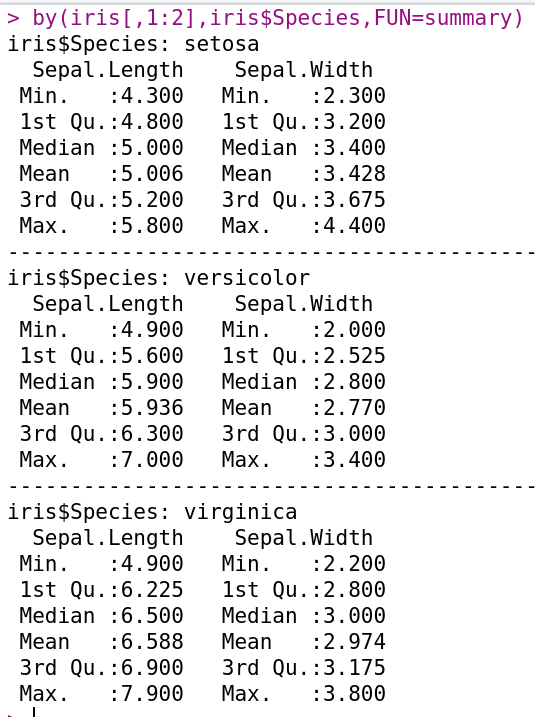 > by(iris[,1:2],iris$Species,FUN=summary)
iris$Species: setosa
  Sepal.Length    Sepal.Width
 Min.   :4.300   Min.   :2.300
 1st Qu.:4.800   1st Qu.:3.200
 Median :5.000   Median :3.400
 Mean   :5.006   Mean   :3.428
 3rd Qu.:5.200   3rd Qu.:3.675
 Max.   :5.800   Max.   :4.400
------------------------------------------
iris$Species: versicolor
  Sepal.Length    Sepal.Width
 Min.   :4.900   Min.   :2.000
 1st Qu.:5.600   1st Qu.:2.525
 Median :5.900   Median :2.800
 Mean   :5.936   Mean   :2.770
 3rd Qu.:6.300   3rd Qu.:3.000
 Max.   :7.000   Max.   :3.400
------------------------------------------
iris$Species: virginica
  Sepal.Length    Sepal.Width
 Min.   :4.900   Min.   :2.200
 1st Qu.:6.225   1st Qu.:2.800
 Median :6.500   Median :3.000
 Mean   :6.588   Mean   :2.974
 3rd Qu.:6.900   3rd Qu.:3.175
 Max.   :7.900   Max.   :3.800
>